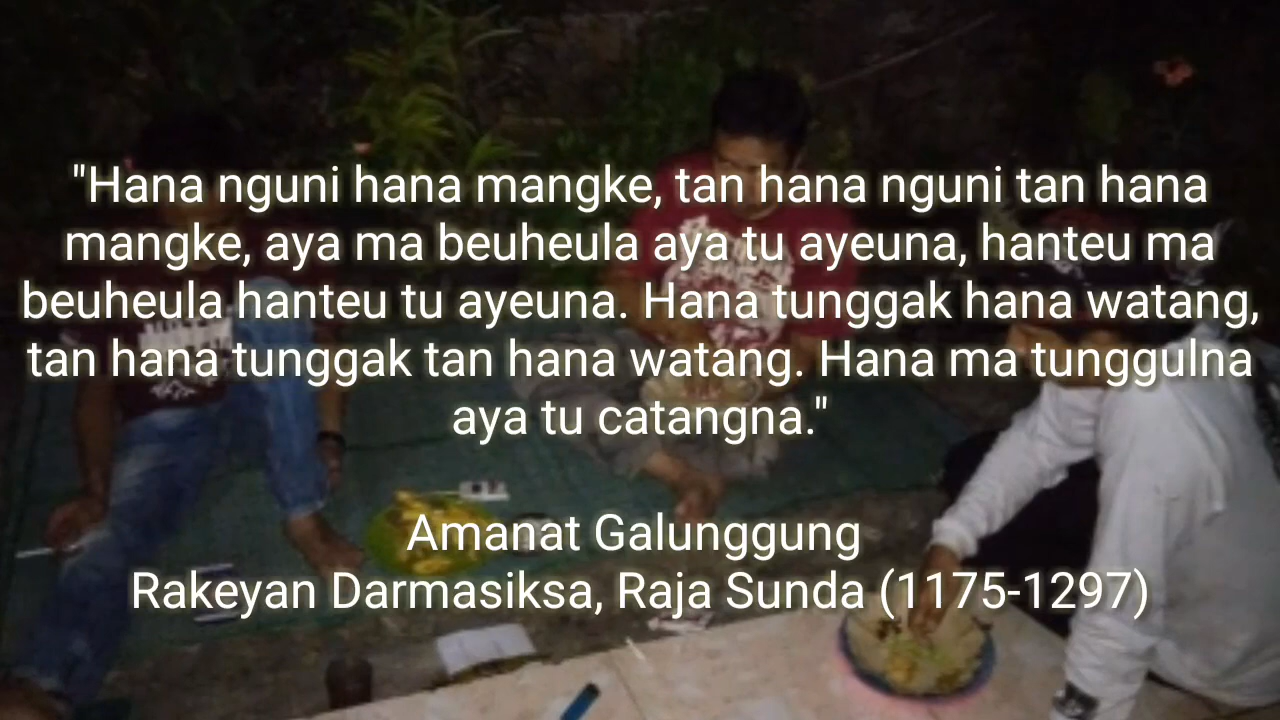 "Hana nguni hana mangke, tan hana nguni tan hana
mangke, aya ma beuheula aya tu ayeuna, hanteu ma
beuheula hanteu tu ayeuna. Hana tunggak hana watang,
tan hana tunggak tan hana watang. Hana ma tunggulna
aya tu catangna."
Amanat Galunggung
Rakeyan Darmasiksa, Raja Sunda (1175-1297)